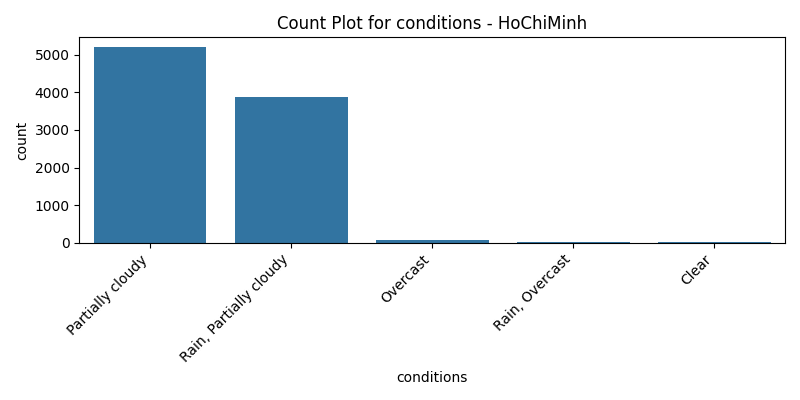 Count Plot for conditions - HoChiMinh
5000
4000
3000
2000
1000
0
count
Partially cloudy
Rain, Partially cloudy
Overcast
Rain, Overcast
Clear
conditions